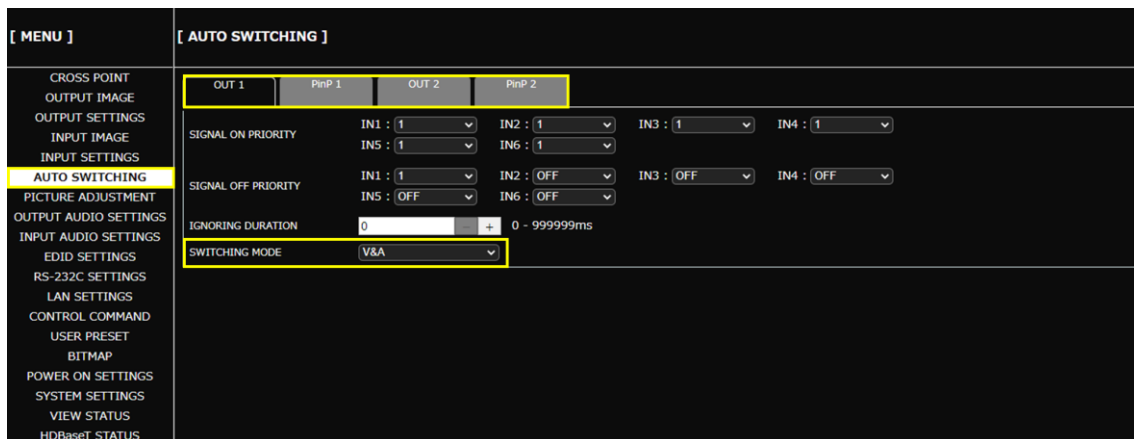 [ MENU ]
[ AUTO SWITCHING ]
CROSS POINT
OUTPUT IMAGE
OUTPUT SETTINGS
INPUT IMAGE
INPUT SETTINGS
AUTO SWITCHING
PICTURE ADJUSTMENT
OUTPUT AUDIO SETTINGS
INPUT AUDIO SETTINGS
EDID SETTINGS
RS-232C SETTINGS
LAN SETTINGS
CONTROL COMMAND
USER PRESET
BITMAP
POWER ON SETTINGS
SYSTEM SETTINGS
VIEW STATUS
HDBaseT STATUS
OUT 1 PinP 1 OUT 2 PinP 2
SIGNAL ON PRIORITY
IN1 : 1 IN2 : 1 IN3 : 1 IN4 : 1
IN5 : 1 IN6 : 1
SIGNAL OFF PRIORITY
IN1 : 1 IN2 : OFF IN3 : OFF IN4 : OFF
IN5 : OFF IN6 : OFF
IGNORING DURATION 0 - + 0 - 999999ms
SWITCHING MODE V&A